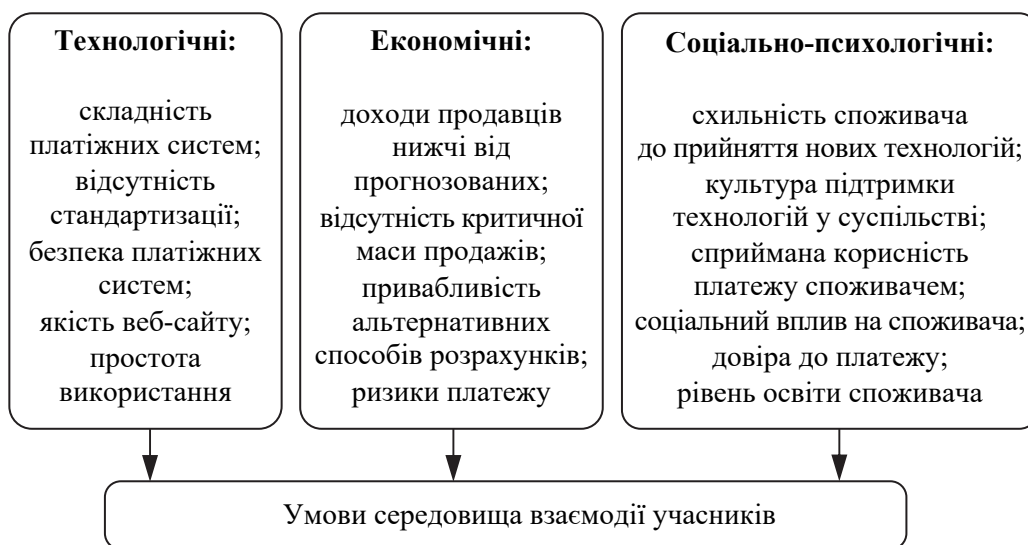 Технологічні:
складність
платіжних систем;
відсутність
стандартизації;
безпека платіжних
систем;
якість веб-сайту;
простота
використання
Економічні:
доходи продавців
нижчі від
прогнозованих;
відсутність критичної
маси продажів;
привабливість
альтернативних
способів розрахунків;
ризики платежу
Соціально-психологічні:
схильність споживача
до прийняття нових технологій;
культура підтримки
технологій у суспільстві;
сприймана корисність
платежу споживачем;
соціальний вплив на споживача;
довіра до платежу;
рівень освіти споживача
Умови середовища взаємодії учасників